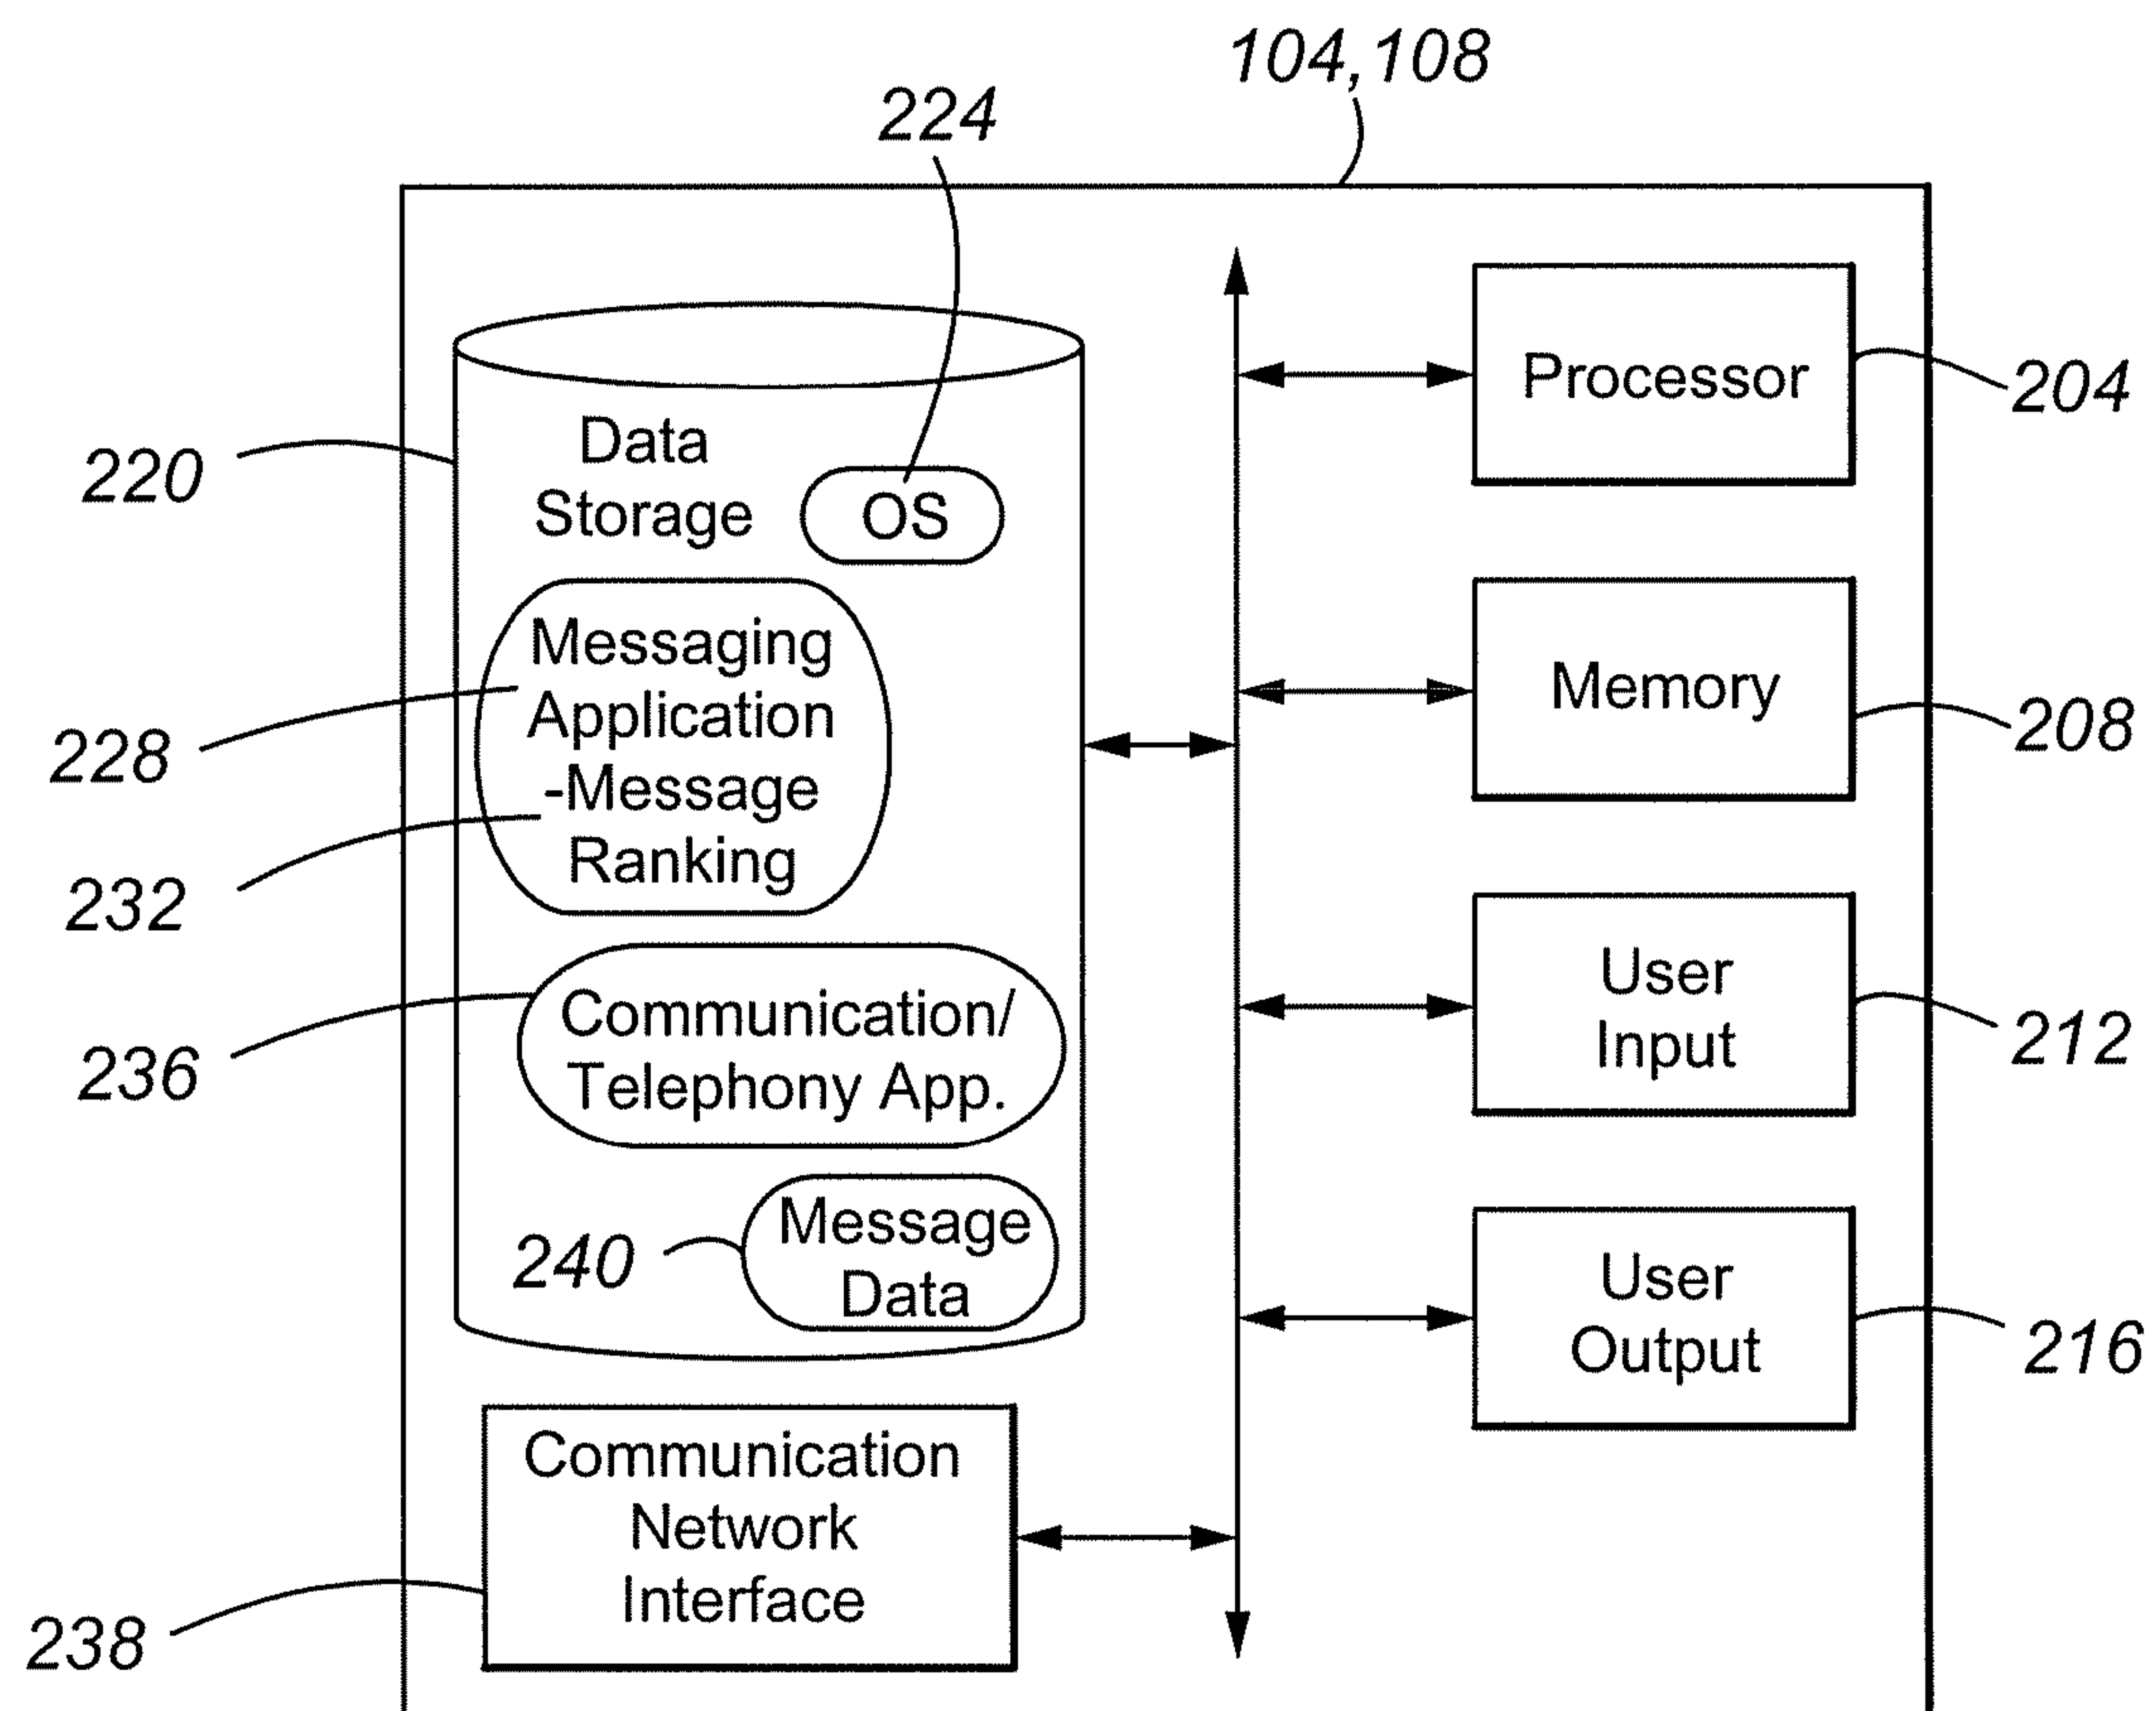 104,108
224
Processor
204
220
Data
Storage
OS
Memory
208
Messaging
Application
-Message
Ranking
228
232
User
Input
212
Communication/
Telephony App.
236
Message
Data
240
User
Output
216
Communication
Network
Interface
238